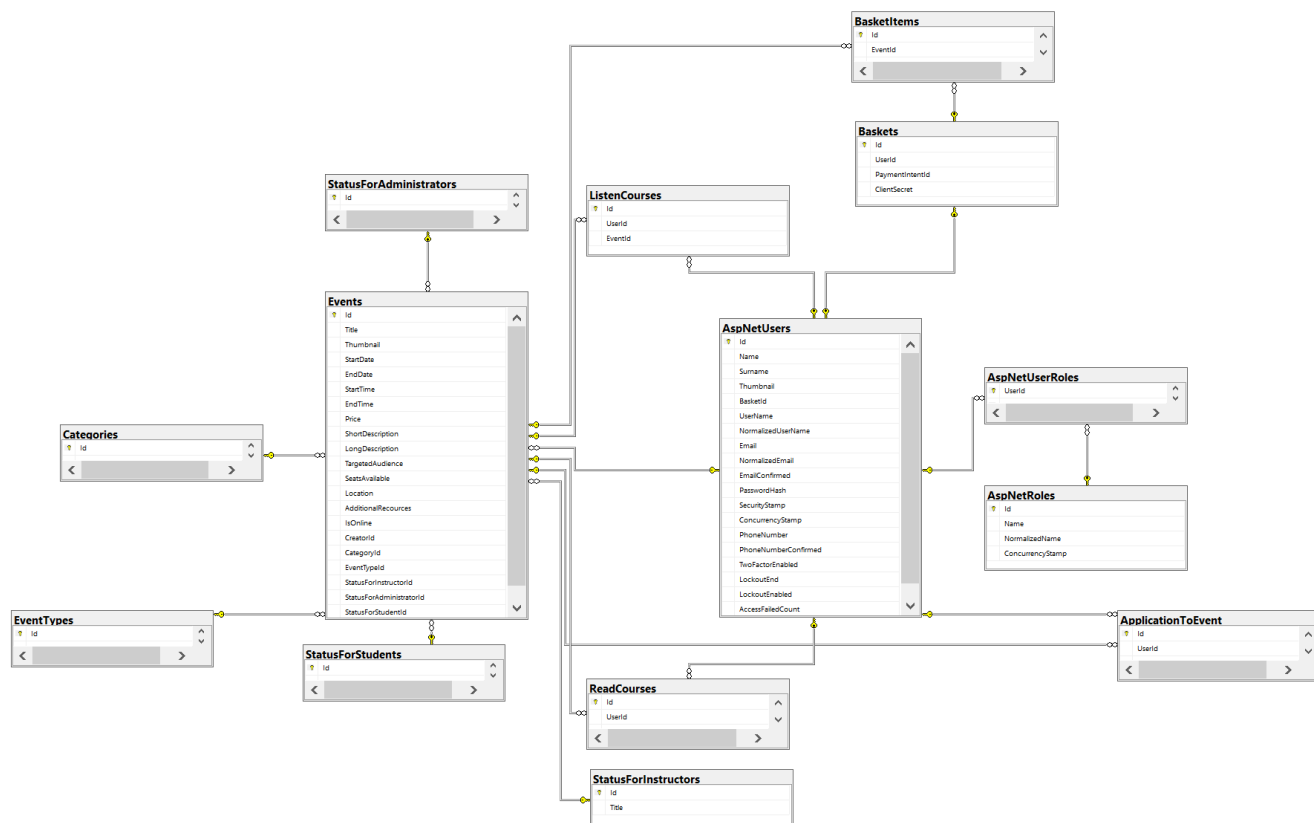 BasketItems
Id
EventId
Baskets
Id
UserId
PaymentIntentId
ClientSecret
StatusForAdministrators
Id
ListenCourses
Id
UserId
EventId
Events
Id
Title
Thumbnail
StartDate
EndDate
StartTime
EndTime
Price
ShortDescription
LongDescription
TargetedAudience
SeatsAvailable
Location
AdditionalRecources
IsOnline
CreatorId
CategoryId
EventTypeId
StatusForInstructorId
StatusForAdministratorId
StatusForStudentId
AspNetUsers
Id
Name
Surname
Thumbnail
BasketId
UserName
NormalizedUserName
Email
NormalizedEmail
EmailConfirmed
PasswordHash
SecurityStamp
ConcurrencyStamp
PhoneNumber
PhoneNumberConfirmed
TwoFactorEnabled
LockoutEnd
LockoutEnabled
AccessFailedCount
AspNetUserRoles
UserId
Categories
Id
AspNetRoles
Id
Name
NormalizedName
ConcurrencyStamp
EventTypes
Id
ApplicationToEvent
Id
UserId
StatusForStudents
Id
ReadCourses
Id
UserId
StatusForInstructors
Id
Title